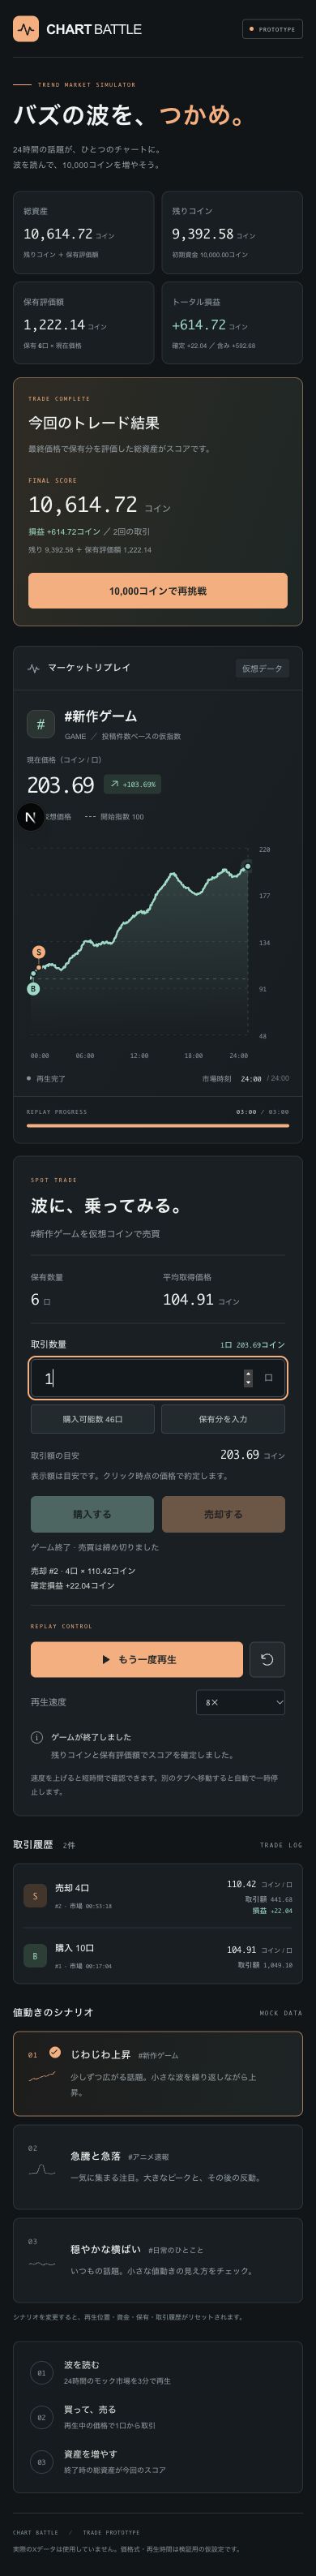 CHART BATTLE
PROTOTYPE
TREND MARKET SIMULATOR
バズの波を、つかめ。
24時間の話題が、ひとつのチャートに。
波を読んで、10,000コインを増やそう。
総資産
10,614.72 コイン
残りコイン + 保有評価額
残りコイン
9,392.58 コイン
初期資金 10,000.00コイン
保有評価額
1,222.14 コイン
保有 6口 × 現在価格
トータル損益
+614.72 コイン
確定 +22.04 / 含み +592.68
TRADE COMPLETE
今回のトレード結果
最終価格で保有分を評価した総資産がスコアです。
FINAL SCORE
10,614.72 コイン
損益 +614.72コイン / 2回の取引
残り 9,392.58 + 保有評価額 1,222.14
10,000コインで再挑戦
マーケットリプレイ
仮想データ
#
#新作ゲーム
GAME / 投稿件数ベースの仮指数
現在価格（コイン / 口）
203.69
+103.69%
N
想価格
開始指数 100
220
177
134
91
48
S
B
00:00 06:00 12:00 18:00 24:00
再生完了
市場時刻 24:00 / 24:00
REPLAY PROGRESS
03:00 / 03:00
SPOT TRADE
波に、乗ってみる。
#新作ゲームを仮想コインで売買
保有数量
6 口
平均取得価格
104.91 コイン
取引数量
1口 203.69コイン
1
口
購入可能数 46口
保有分を入力
取引額の目安
203.69 コイン
表示額は目安です。クリック時点の価格で約定します。
購入する
売却する
ゲーム終了・売買は締め切りました
売却 #2・4口 × 110.42コイン
確定損益 +22.04コイン
REPLAY CONTROL
もう一度再生
再生速度
8×
ゲームが終了しました
残りコインと保有評価額でスコアを確定しました。
速度を上げると短時間で確認できます。別のタブへ移動すると自動で一時停
止します。
取引履歴 2件
TRADE LOG
S
売却 4口
#2・市場 00:53:18
110.42 コイン / 口
取引額 441.68
損益 +22.04
B
購入 10口
#1・市場 00:17:04
104.91 コイン / 口
取引額 1,049.10
値動きのシナリオ
MOCK DATA
01
じわじわ上昇 #新作ゲーム
少しずつ広がる話題。小さな波を繰り返しながら上
昇。
02
急騰と急落 #アニメ速報
一気に集まる注目。大きなピークと、その後の反動。
03
穏やかな横ばい #日常のひとこと
いつもの話題。小さな値動きの見え方をチェック。
シナリオを変更すると、再生位置・資金・保有・取引履歴がリセットされます。
01
波を読む
24時間のモック市場を3分で再生
02
買って、売る
再生中の価格で1口から取引
03
資産を増やす
終了時の総資産が今回のスコア
CHART BATTLE / TRADE PROTOTYPE
実際のXデータは使用していません。価格式・再生時間は検証用の仮設定です。